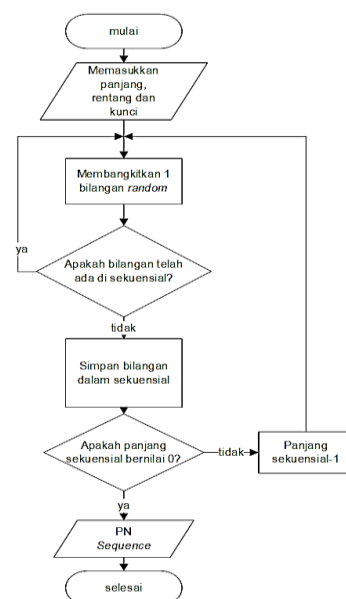 mulai
Memasukkan
panjang,
rentang dan
kunci
Membangkitkan 1
bilangan random
ya
Apakah bilangan telah
ada di sekuensial?
tidak
Simpan bilangan
dalam sekuensial
Apakah panjang
sekuensial bernilai 0?
tidak
Panjang
sekuensial-1
ya
PN
Sequence
selesai